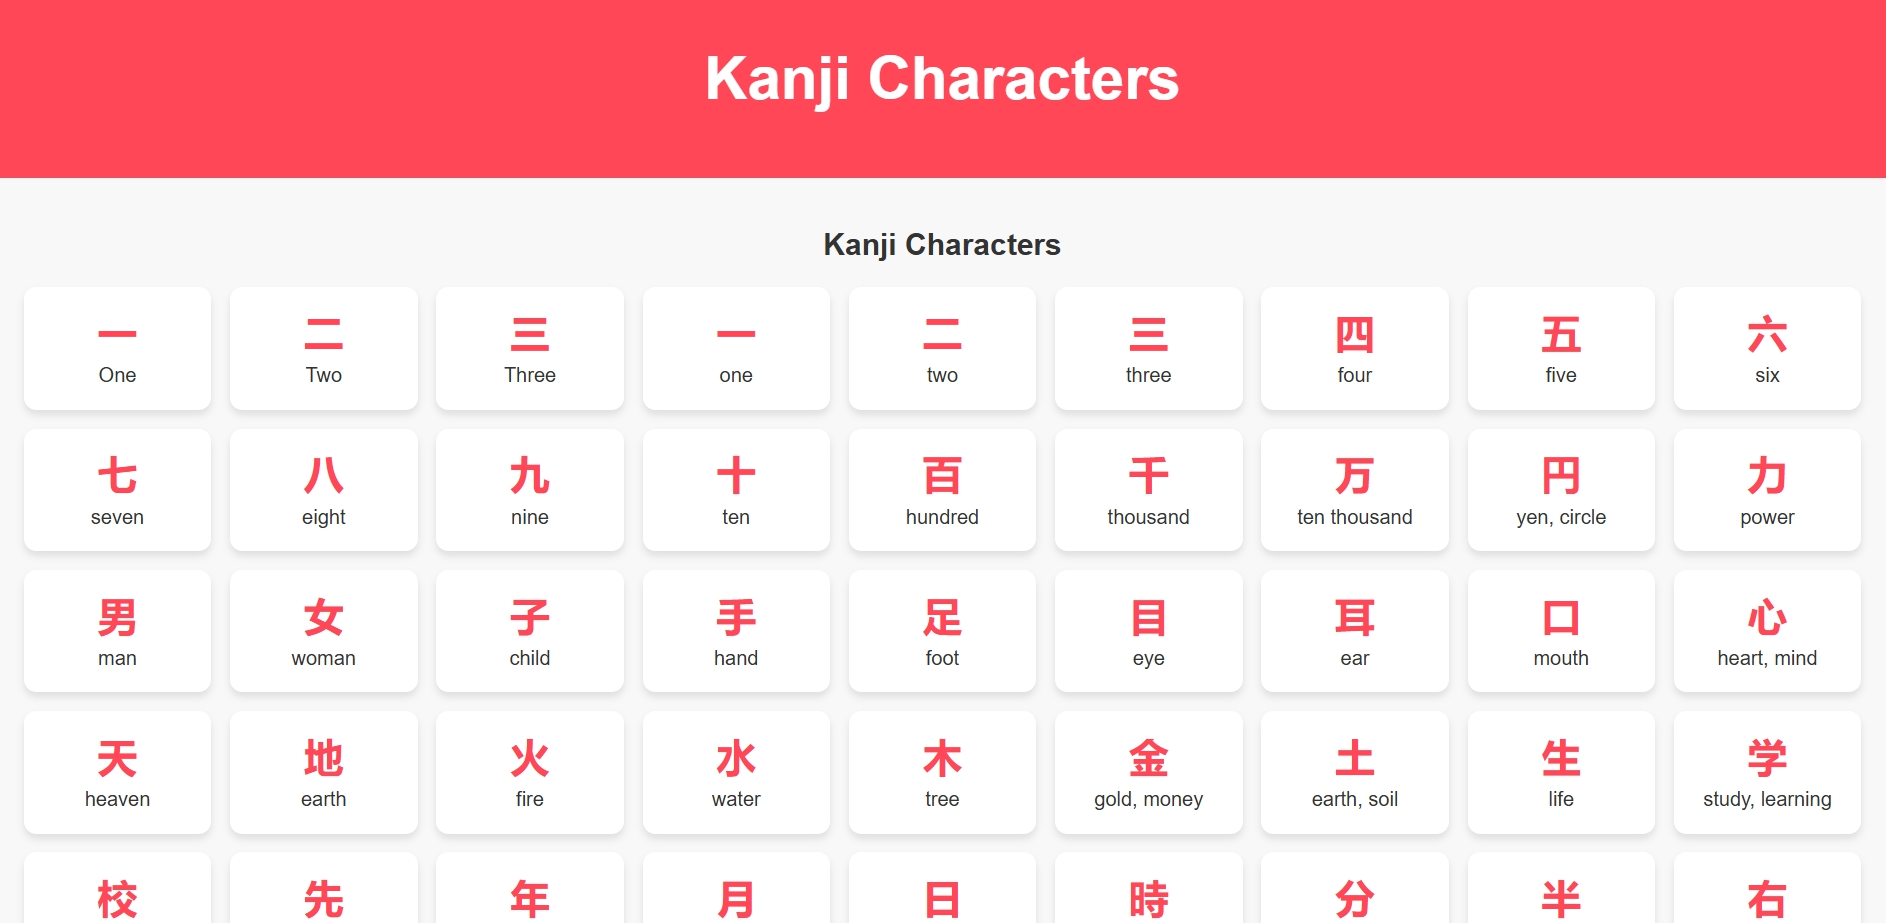 Kanji Characters
Kanji Characters
一 二 三 一 二 三 四 五 六
One Two Three one two three four five six
七 八 九 十 百 千 万 円 力
seven eight nine ten hundred thousand ten thousand yen, circle power
男 女 子 手 足 目 耳 口 心
man woman child hand foot eye ear mouth heart, mind
天 地 火 水 木 金 土 生 学
heaven earth fire water tree gold, money earth, soil life study, learning
校 先 年 月 日 時 分 半 右